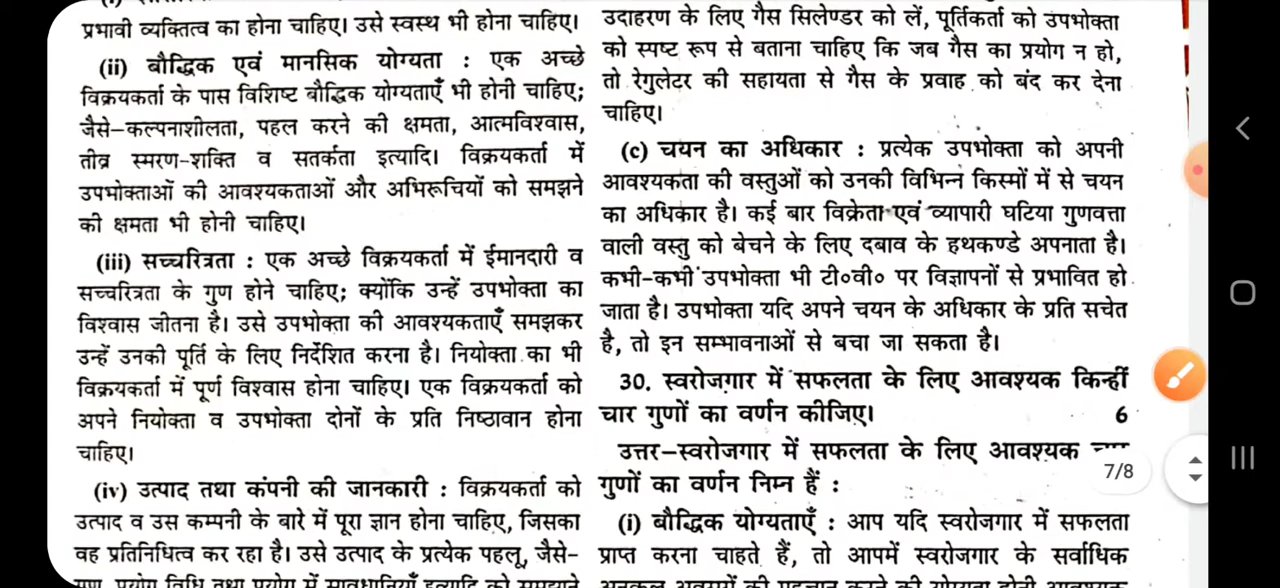 प्रभावी व्यक्तित्व का होना चाहिए। उसे स्वस्थ भी होना चाहिए।
(ii) बौद्धिक एवं मानसिक योग्यता : एक अच्छे
विक्रयकर्ता के पास विशिष्ट बौद्धिक योग्यताएँ भी होनी चाहिए;
जैसे–कल्पनाशीलता, पहल करने की क्षमता, आत्मविश्वास,
तीव्र स्मरण-शक्ति व सतर्कता इत्यादि। विक्रयकर्ता में
उपभोक्ताओं की आवश्यकताओं और अभिरूचियों को समझने
की क्षमता भी होनी चाहिए।
(iii) सच्चरित्रता : एक अच्छे विक्रयकर्ता में ईमानदारी व
सच्चरित्रता के गुण होने चाहिए; क्योंकि उन्हें उपभोक्ता का
विश्वास जीतना है। उसे उपभोक्ता की आवश्यकताएँ समझकर
उन्हें उनकी पूर्ति के लिए निर्देशित करना है। नियोक्ता का भी
विक्रयकर्ता में पूर्ण विश्वास होना चाहिए। एक विक्रयकर्ता को
अपने नियोक्ता व उपभोक्ता दोनों के प्रति निष्ठावान होना
चाहिए।
(iv) उत्पाद तथा कंपनी की जानकारी : विक्रयकर्ता को
उत्पाद व उस कम्पनी के बारे में पूरा ज्ञान होना चाहिए, जिसका
वह प्रतिनिधित्व कर रहा है। उसे उत्पाद के प्रत्येक पहलू, जैसे–
उदाहरण के लिए गैस सिलेण्डर को लें, पूर्तिकर्ता को उपभोक्ता
को स्पष्ट रूप से बताना चाहिए कि जब गैस का प्रयोग न हो,
तो रेगुलेटर की सहायता से गैस के प्रवाह को बंद कर देना
चाहिए।
(c) चयन का अधिकार : प्रत्येक उपभोक्ता को अपनी
आवश्यकता की वस्तुओं को उनकी विभिन्न किस्मों में से चयन
का अधिकार है। कई बार विक्रेता एवं व्यापारी घटिया गुणवत्ता
वाली वस्तु को बेचने के लिए दबाव के हथकण्डे अपनाता है।
कभी-कभी उपभोक्ता भी टी०वी० पर विज्ञापनों से प्रभावित हो
जाता है। उपभोक्ता यदि अपने चयन के अधिकार के प्रति सचेत
है, तो इन सम्भावनाओं से बचा जा सकता है।
30. स्वरोजगार में सफलता के लिए आवश्यक किन्हीं
चार गुणों का वर्णन कीजिए। 6
उत्तर–स्वरोजगार में सफलता के लिए आवश्यक
गुणों का वर्णन निम्न हैं :
(i) बौद्धिक योग्यताएँ : आप यदि स्वरोजगार में सफलता
प्राप्त करना चाहते हैं, तो आपमें स्वरोजगार के सर्वाधिक
7/8